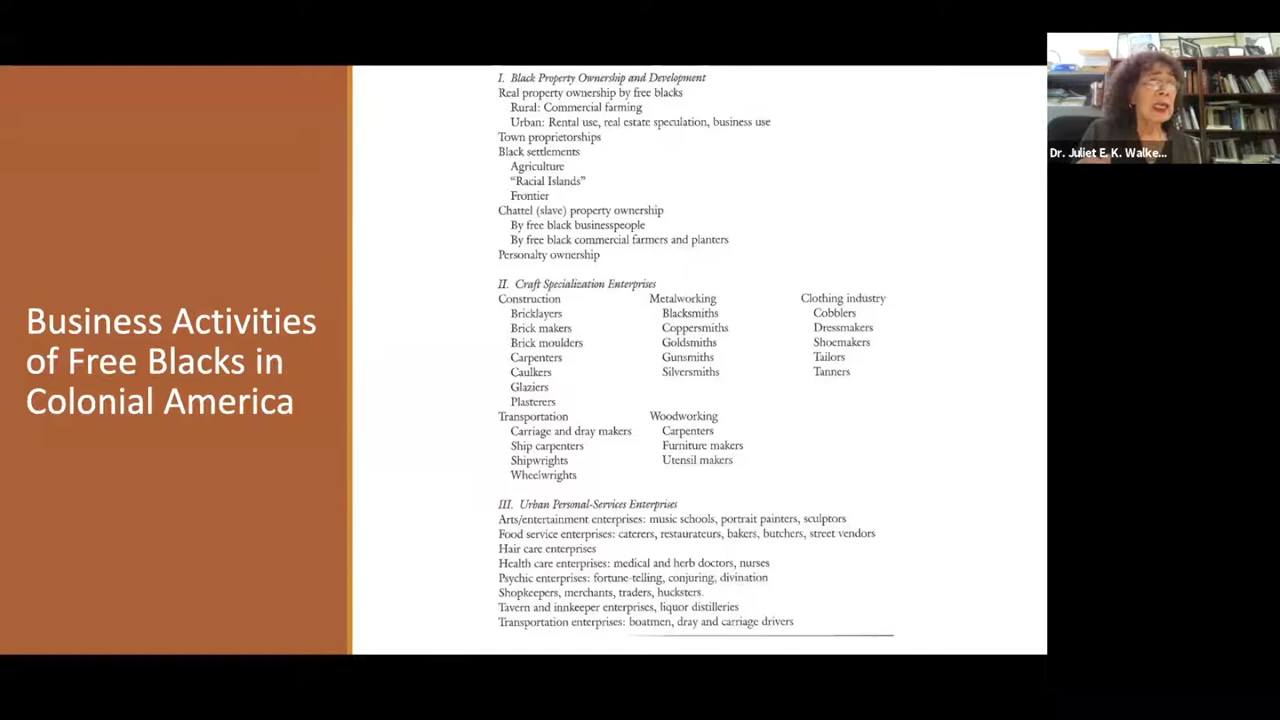 Business Activities
of Free Blacks in
Colonial America
I. Black Property Ownership and Development
Real property ownership by free blacks
Rural: Commercial farming
Urban: Rental use, real estate speculation, business use
Town proprietorships
Black settlements
Agriculture
“Racial Islands”
Frontier
Chattel (slave) property ownership
By free black businesspeople
By free black commercial farmers and planters
Personalty ownership
II. Craft Specialization Enterprises
Construction
Bricklayers
Brick makers
Brick moulders
Carpenters
Caulkers
Glaziers
Plasterers
Metalworking
Blacksmiths
Coppersmiths
Goldsmiths
Gunsmiths
Silversmiths
Clothing industry
Cobblers
Dressmakers
Shoemakers
Tailors
Tanners
Transportation
Carriage and dray makers
Ship carpenters
Shipwrights
Wheelwrights
Woodworking
Carpenters
Furniture makers
Utensil makers
III. Urban Personal-Services Enterprises
Arts/entertainment enterprises: music schools, portrait painters, sculptors
Food service enterprises: caterers, restaurateurs, bakers, butchers, street vendors
Hair care enterprises
Health care enterprises: medical and herb doctors, nurses
Psychic enterprises: fortune-telling, conjuring, divination
Shopkeepers, merchants, traders, hucksters.
Tavern and innkeeper enterprises, liquor distilleries
Transportation enterprises: boatmen, dray and carriage drivers
Dr. Juliet E. K. Walke...